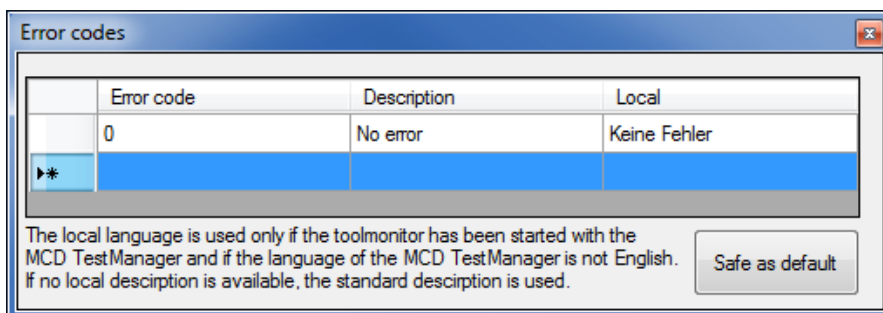 Error codes
Error code Description Local
0 No error Keine Fehler
The local language is used only if the toolmonitor has been started with the
MCD TestManager and if the language of the MCD TestManager is not English.
If no local descirption is available, the standard descirption is used.
Safe as default